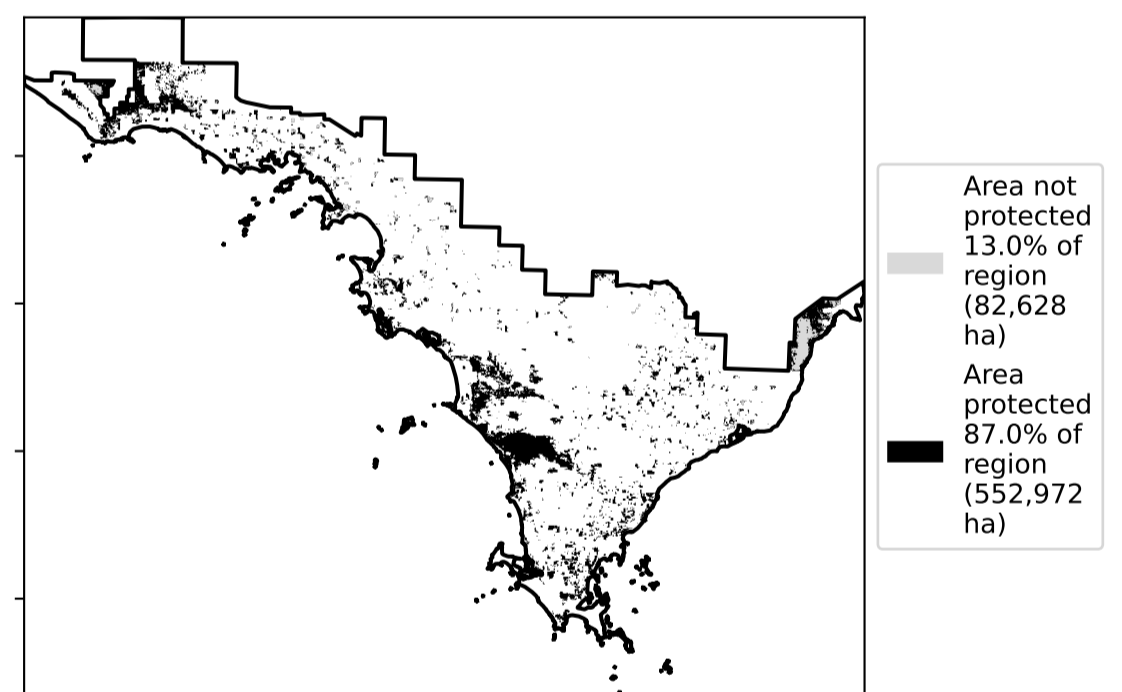 Area not
protected
13.0% of
region
(82,628
ha)
Area
protected
87.0% of
region
(552,972
ha)